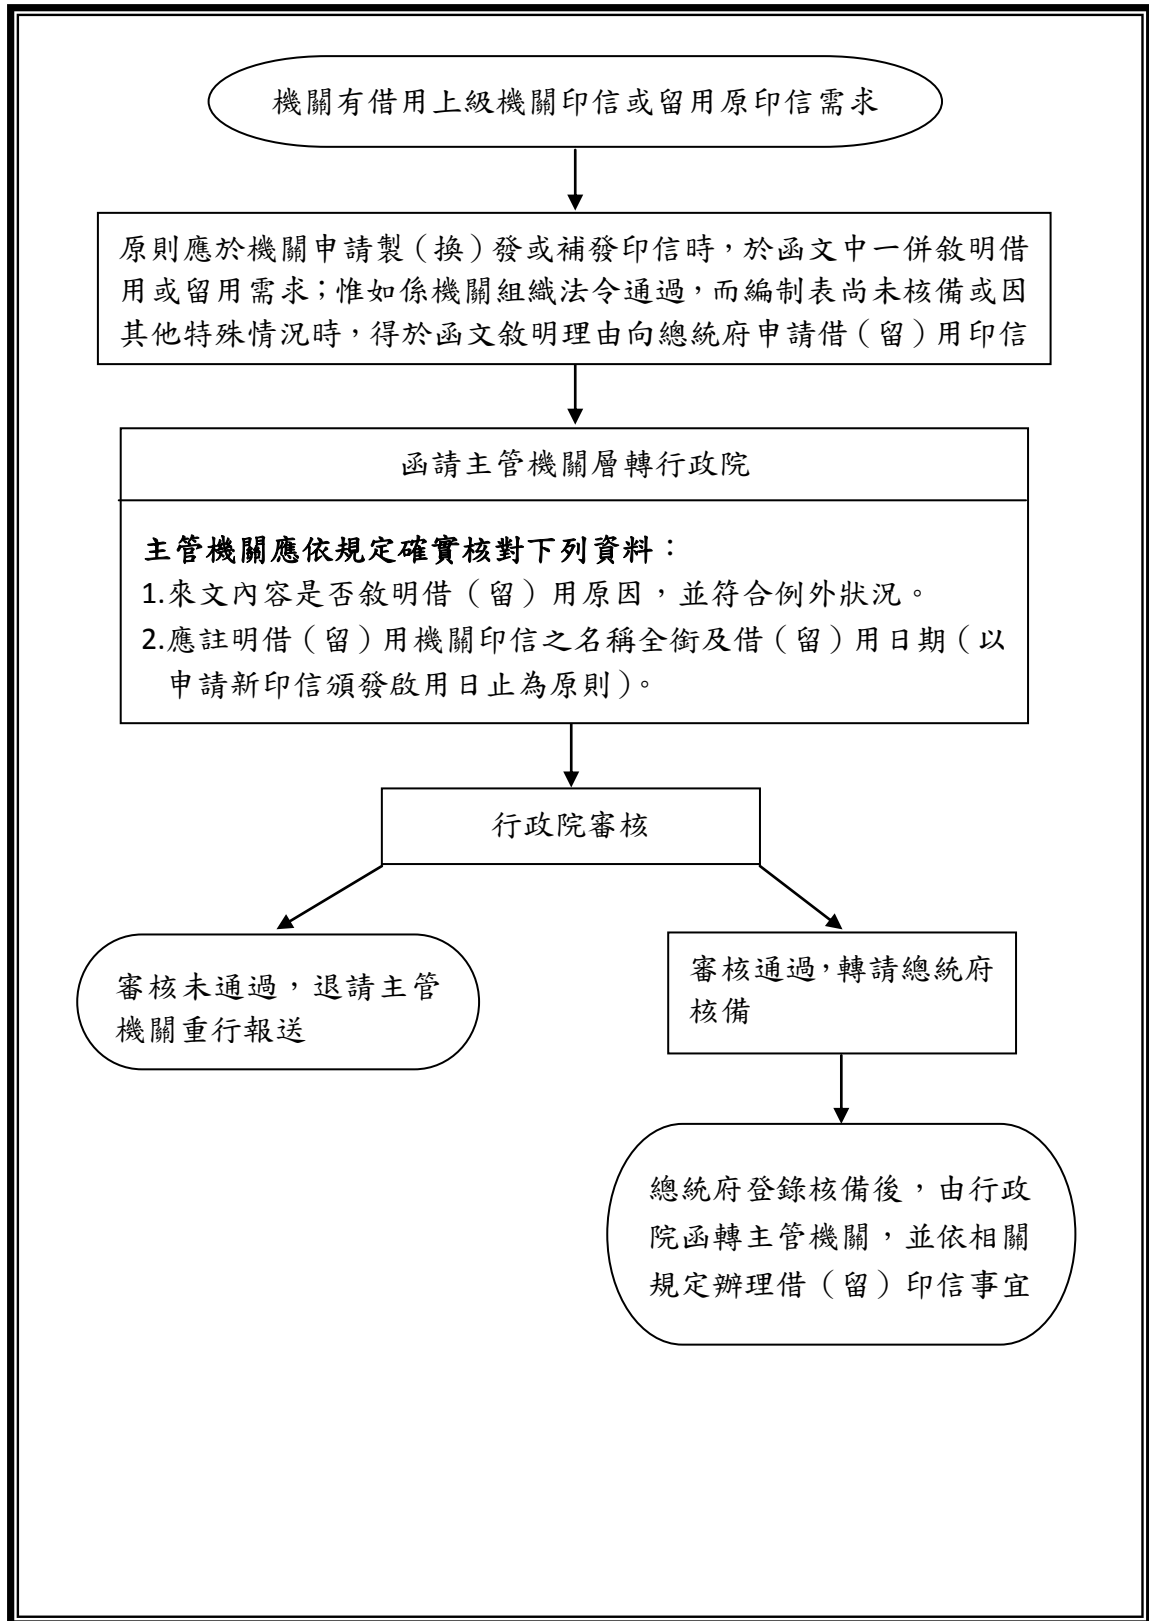 機關有借用上級機關印信或留用原印信需求
原則應於機關申請製（換）發或補發印信時，於函文中一併敘明借
用或留用需求；惟如係機關組織法令通過，而編制表尚未核備或因
其他特殊情況時，得於函文敘明理由向總統府申請借（留）用印信
函請主管機關層轉行政院
主管機關應依規定確實核對下列資料：
1.來文內容是否敘明借（留）用原因，並符合例外狀況。
2.應註明借（留）用機關印信之名稱全銜及借（留）用日期（以
申請新印信頒發啟用日止為原則）。
行政院審核
審核未通過，退請主管
機關重行報送
審核通過，轉請總統府
核備
總統府登錄核備後，由行政
院函轉主管機關，並依相關
規定辦理借（留）印信事宜